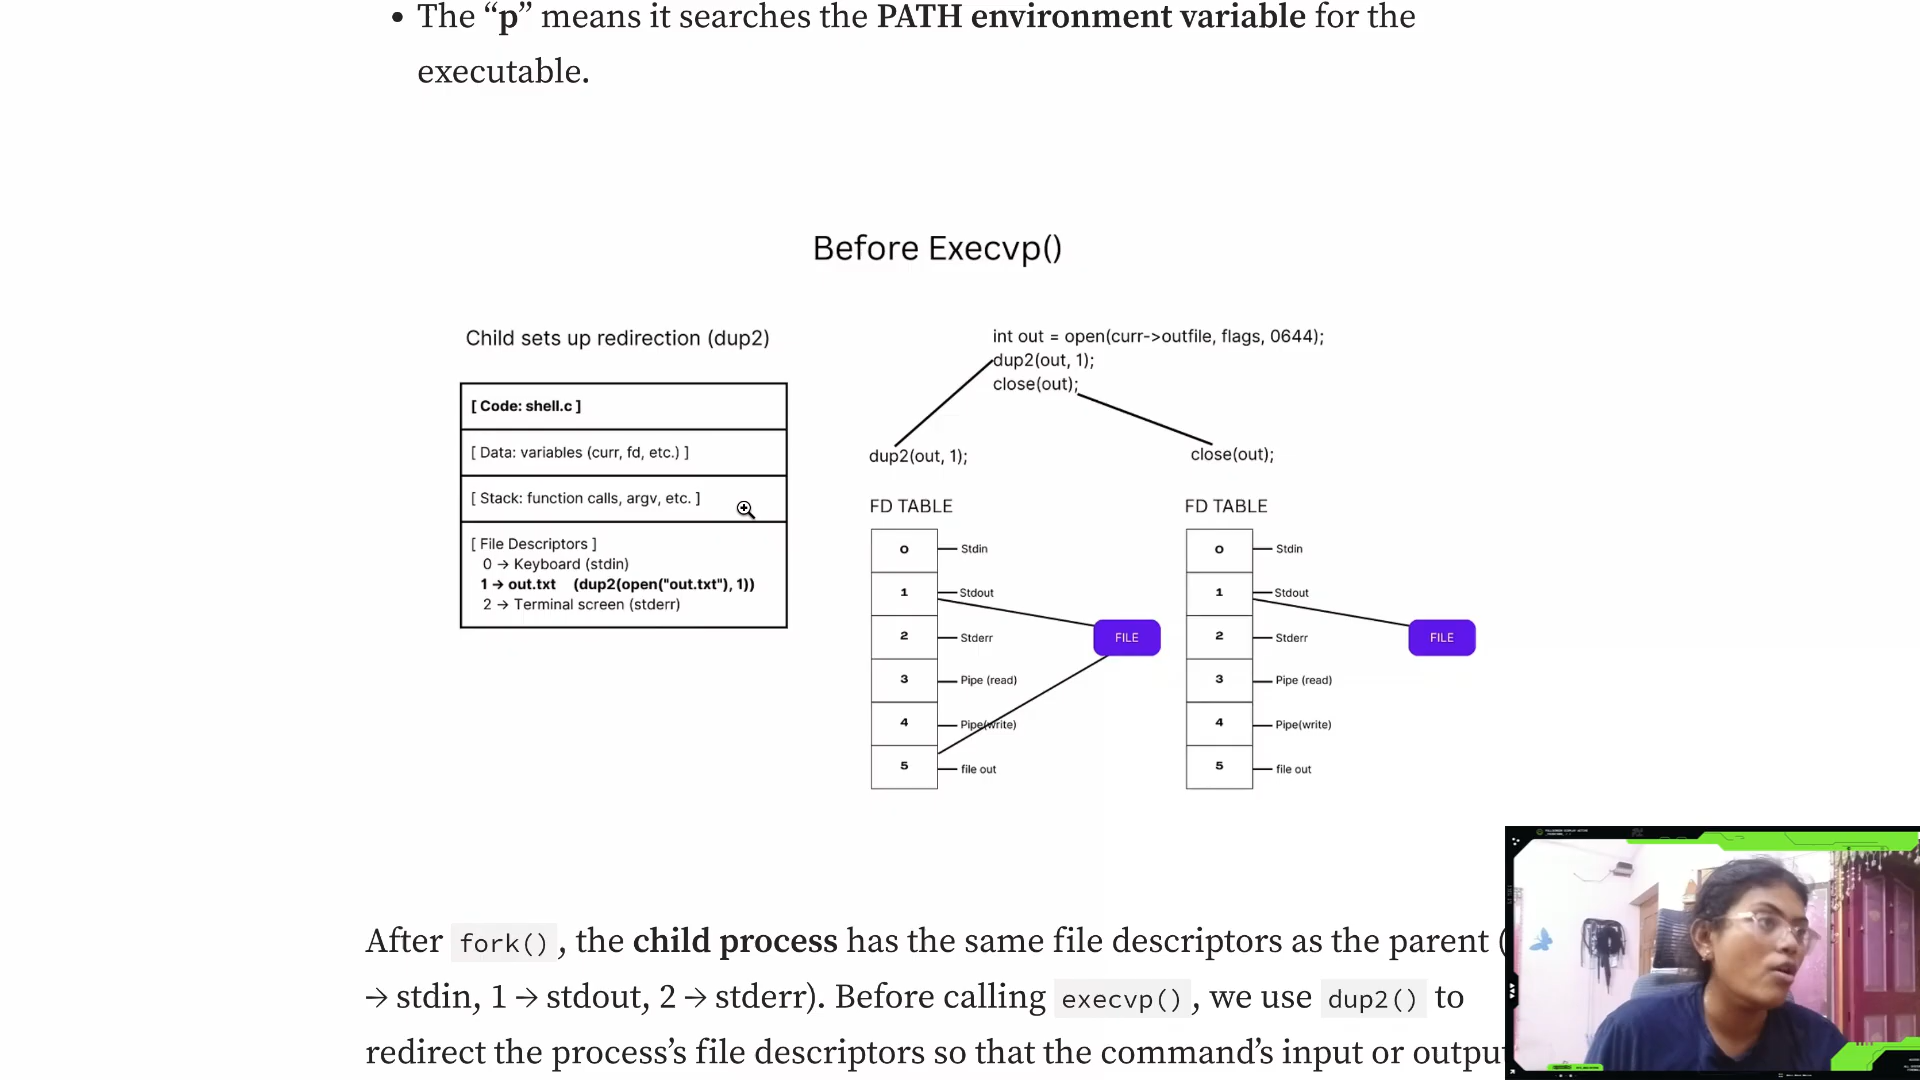 • The “p” means it searches the PATH environment variable for the
executable.
Before Execvp()
Child sets up redirection (dup2)
[ Code: shell.c ]
[ Data: variables (curr, fd, etc.) ]
[ Stack: function calls, argv, etc. ]
[ File Descriptors ]
0 → Keyboard (stdin)
1 → out.txt (dup2(open("out.txt"), 1))
2 → Terminal screen (stderr)
int out = open(curr->outfile, flags, 0644);
dup2(out, 1);
close(out);
dup2(out, 1);
FD TABLE
0 Stdin
1 Stdout
2 Stderr
3 Pipe (read)
4 Pipe(write)
5 file out
FILE
close(out);
FD TABLE
0 Stdin
1 Stdout
2 Stderr
3 Pipe (read)
4 Pipe(write)
5 file out
FILE
After fork(), the child process has the same file descriptors as the parent (
→ stdin, 1 → stdout, 2 → stderr). Before calling execvp(), we use dup2() to
redirect the process’s file descriptors so that the command’s input or output